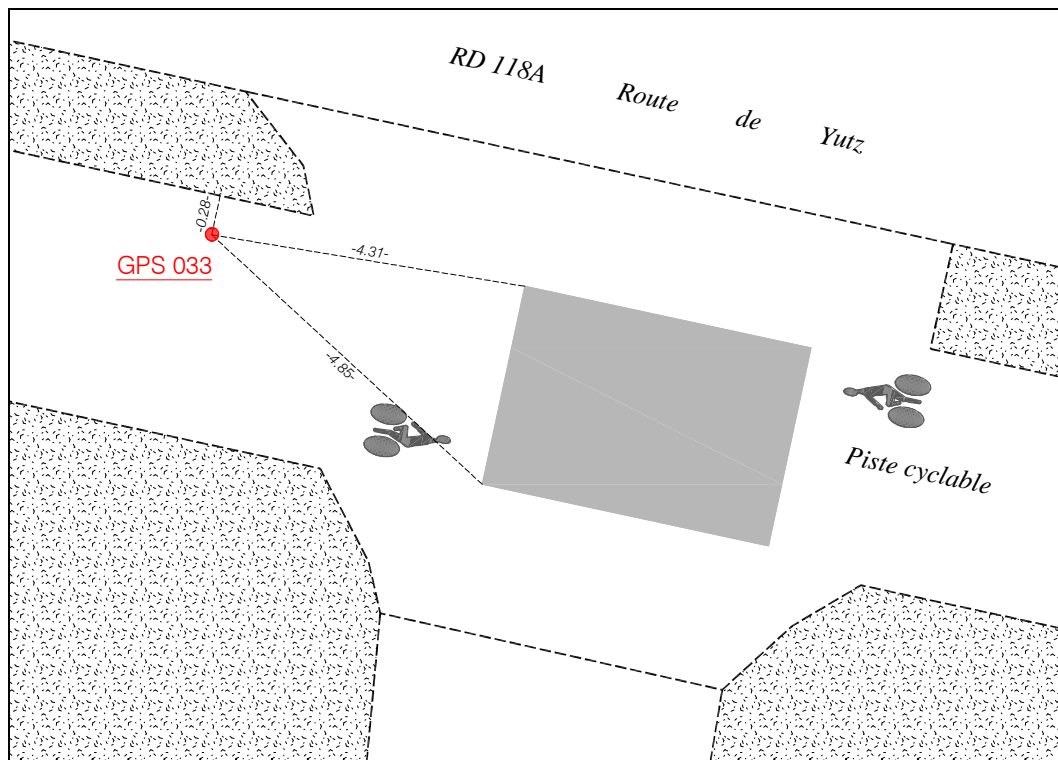 RD 118A Route de Yutz
-0.28-
-4.31-
GPS 033
-4.85-
Piste cyclable